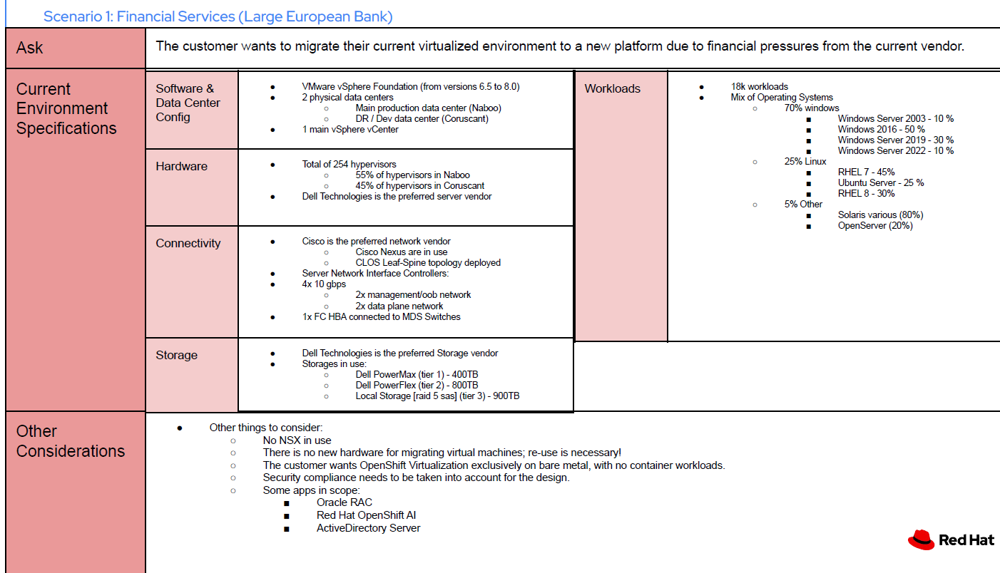 Scenario 1: Financial Services (Large European Bank)
Ask
The customer wants to migrate their current virtualized environment to a new platform due to financial pressures from the current vendor.
Current
Environment
Specifications
Software &
Data Center
Config
● VMware vSphere Foundation (from versions 6.5 to 8.0)
● 2 physical data centers
○ Main production data center (Naboo)
○ DR / Dev data center (Coruscant)
● 1 main vSphere vCenter
Hardware
● Total of 254 hypervisors
○ 55% of hypervisors in Naboo
○ 45% of hypervisors in Coruscant
● Dell Technologies is the preferred server vendor
Connectivity
● Cisco is the preferred network vendor
○ Cisco Nexus are in use
○ CLOS Leaf-Spine topology deployed
● Server Network Interface Controllers:
● 4x 10 gbps
○ 2x management/oob network
○ 2x data plane network
● 1x FC HBA connected to MDS Switches
Storage
● Dell Technologies is the preferred Storage vendor
● Storages in use:
○ Dell PowerMax (tier 1) - 400TB
○ Dell PowerFlex (tier 2) - 800TB
○ Local Storage [raid 5 sas] (tier 3) - 900TB
Workloads
● 18k workloads
● Mix of Operating Systems
○ 70% windows
■ Windows Server 2003 - 10 %
■ Windows 2016 - 50 %
■ Windows Server 2019 - 30 %
■ Windows Server 2022 - 10 %
○ 25% Linux
■ RHEL 7 - 45%
■ Ubuntu Server - 25 %
■ RHEL 8 - 30%
○ 5% Other
■ Solaris various (80%)
■ OpenServer (20%)
Other
Considerations
● Other things to consider:
○ No NSX in use
○ There is no new hardware for migrating virtual machines; re-use is necessary!
○ The customer wants OpenShift Virtualization exclusively on bare metal, with no container workloads.
○ Security compliance needs to be taken into account for the design.
○ Some apps in scope:
■ Oracle RAC
■ Red Hat OpenShift AI
■ ActiveDirectory Server
Red Hat